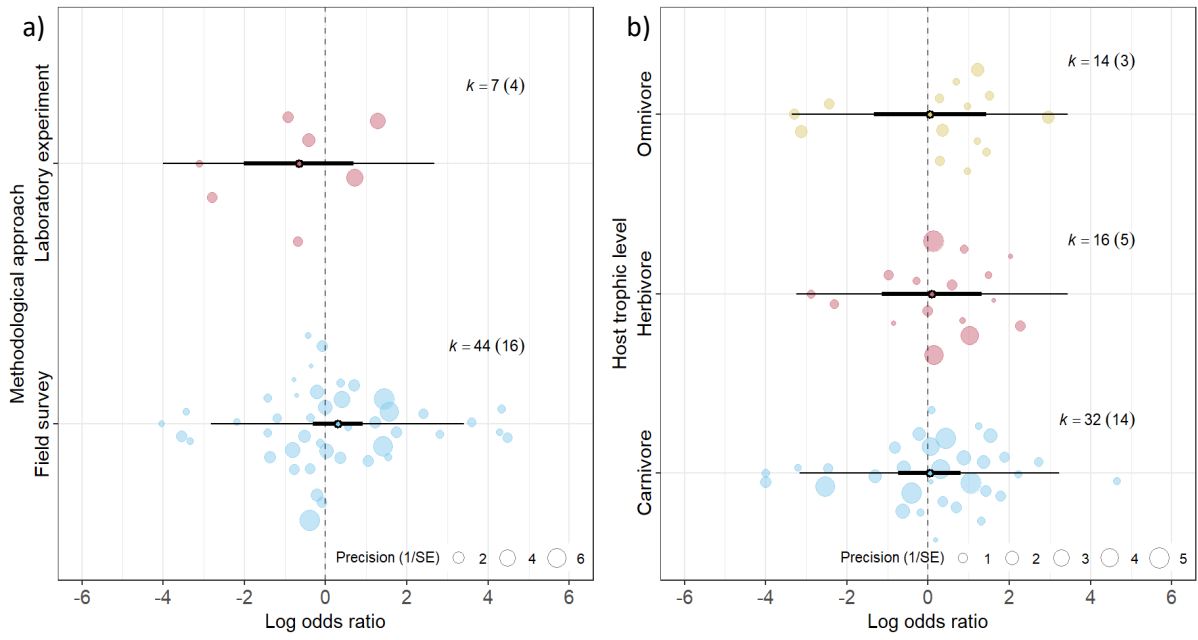 a)
Methodological approach
Laboratory experiment
Field survey
k = 7 (4)
k = 44 (16)
Precision (1/SE) 2 4 6
-6 -4 -2 0 2 4 6
Log odds ratio
b)
Host trophic level
Omnivore
Herbivore
Carnivore
k = 14 (3)
k = 16 (5)
k = 32 (14)
Precision (1/SE) 1 2 3 4 5
-6 -4 -2 0 2 4 6
Log odds ratio